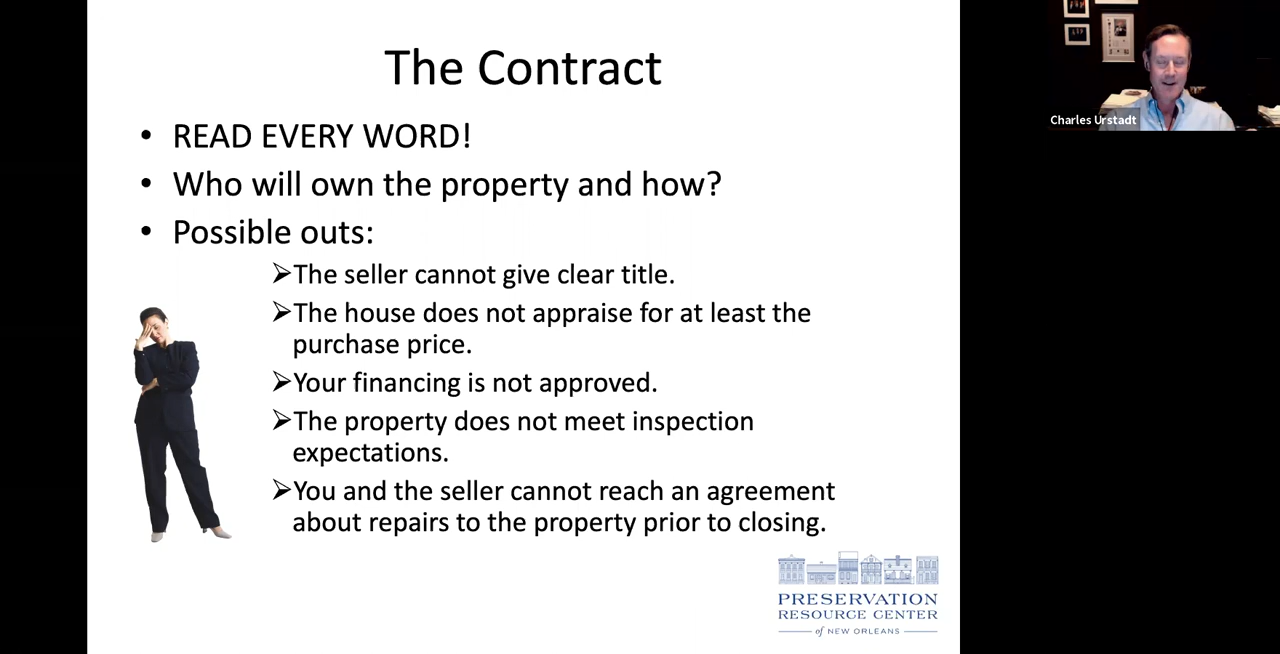 The Contract
• READ EVERY WORD!
• Who will own the property and how?
• Possible outs:
➢The seller cannot give clear title.
➢The house does not appraise for at least the
purchase price.
➢Your financing is not approved.
➢The property does not meet inspection
expectations.
➢You and the seller cannot reach an agreement
about repairs to the property prior to closing.
PRESERVATION
RESOURCE CENTER
of NEW ORLEANS
Charles Urstadt